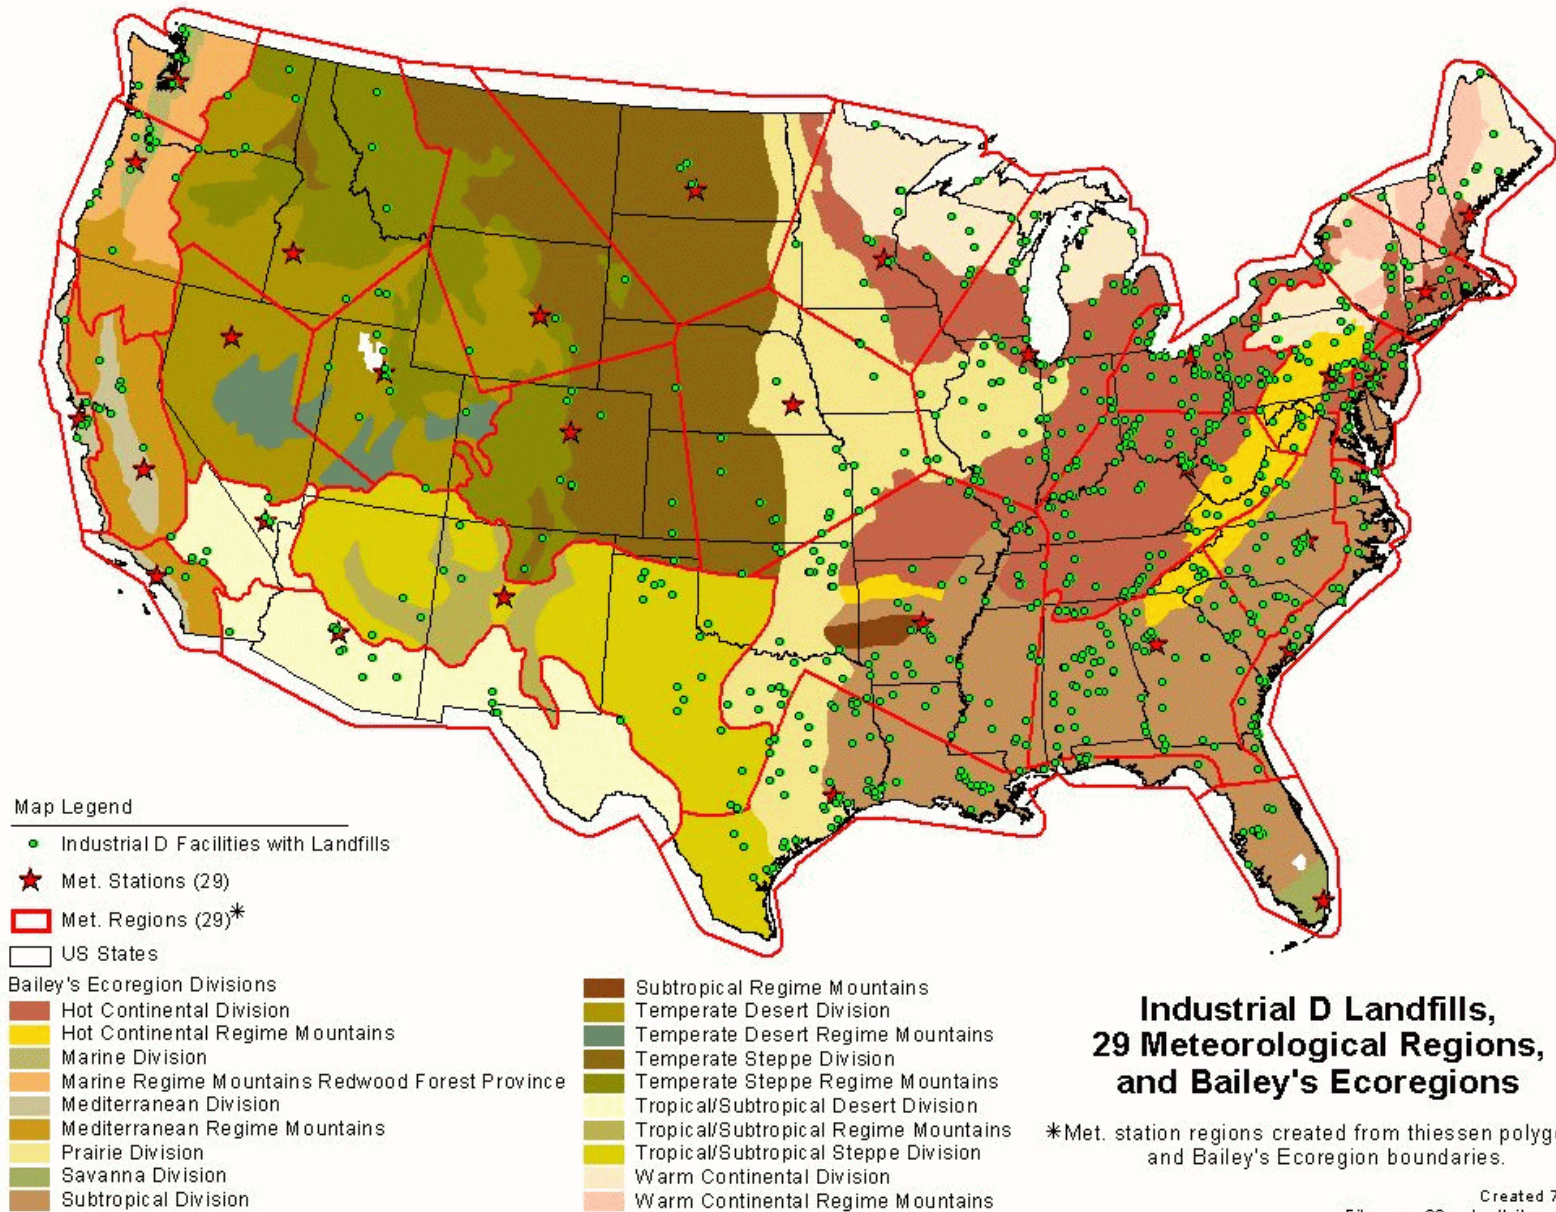 Map Legend
Industrial D Facilities with Landfills
Met. Stations (29)
Met. Regions (29)*
US States
Bailey's Ecoregion Divisions
Hot Continental Division
Hot Continental Regime Mountains
Marine Division
Marine Regime Mountains Redwood Forest Province
Mediterranean Division
Mediterranean Regime Mountains
Prairie Division
Savanna Division
Subtropical Division
Subtropical Regime Mountains
Temperate Desert Division
Temperate Desert Regime Mountains
Temperate Steppe Division
Temperate Steppe Regime Mountains
Tropical/Subtropical Desert Division
Tropical/Subtropical Regime Mountains
Tropical/Subtropical Steppe Division
Warm Continental Division
Warm Continental Regime Mountains
Industrial D Landfills,
29 Meteorological Regions,
and Bailey's Ecoregions
*Met. station regions created from thiessen polyg
and Bailey's Ecoregion boundaries.
Created 7